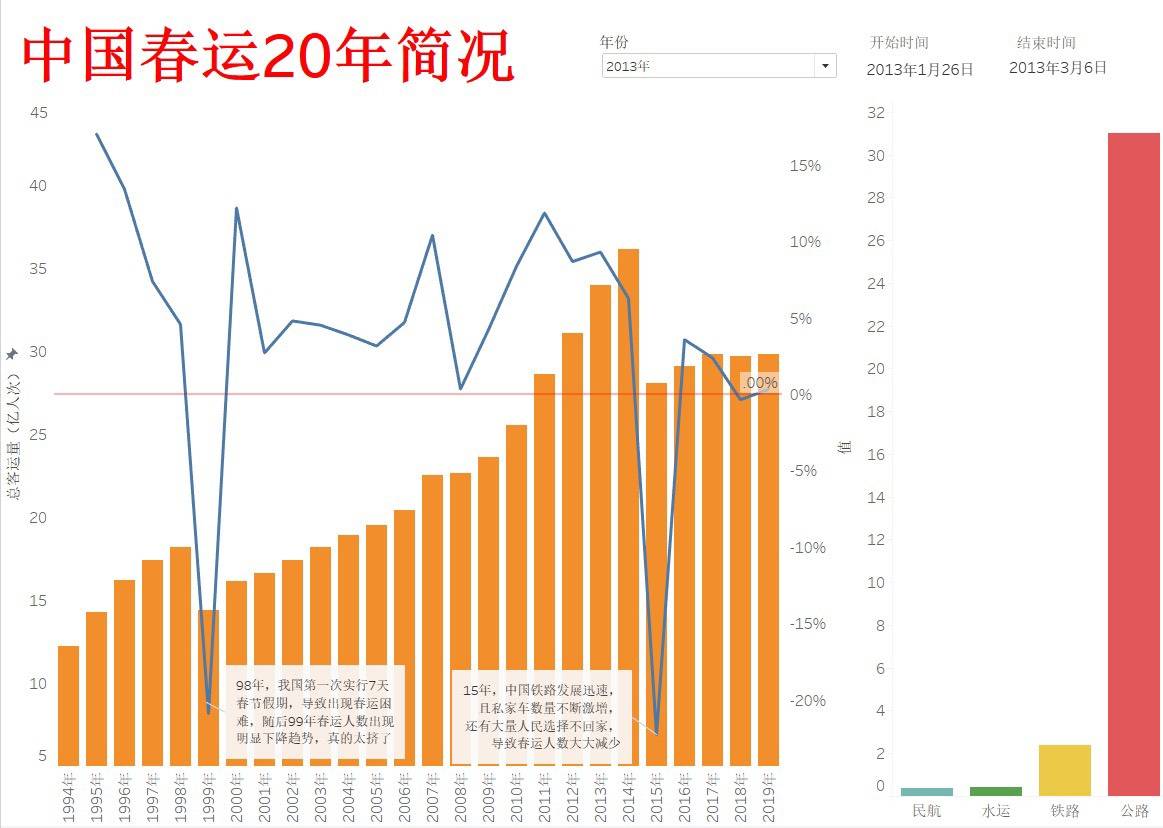 中国春运20年简况
年份
2013年
开始时间
2013年1月26日
结束时间
2013年3月6日
总客运量（亿人次）
45
40
35
30
25
20
15
10
5
15%
10%
5%
0%
-5%
-10%
-15%
-20%
.00%
98年，我国第一次实行7天
春节假期，导致出现春运困
难，随后99年春运人数出现
明显下降趋势，真的太挤了
15年，中国铁路发展迅速，
且私家车数量不断激增，
还有大量人民选择不回家，
导致春运人数大大减少
1994年
1995年
1996年
1997年
1998年
1999年
2000年
2001年
2002年
2003年
2004年
2005年
2006年
2007年
2008年
2009年
2010年
2011年
2012年
2013年
2014年
2015年
2016年
2017年
2018年
2019年
值
32
30
28
26
24
22
20
18
16
14
12
10
8
6
4
2
0
民航
水运
铁路
公路